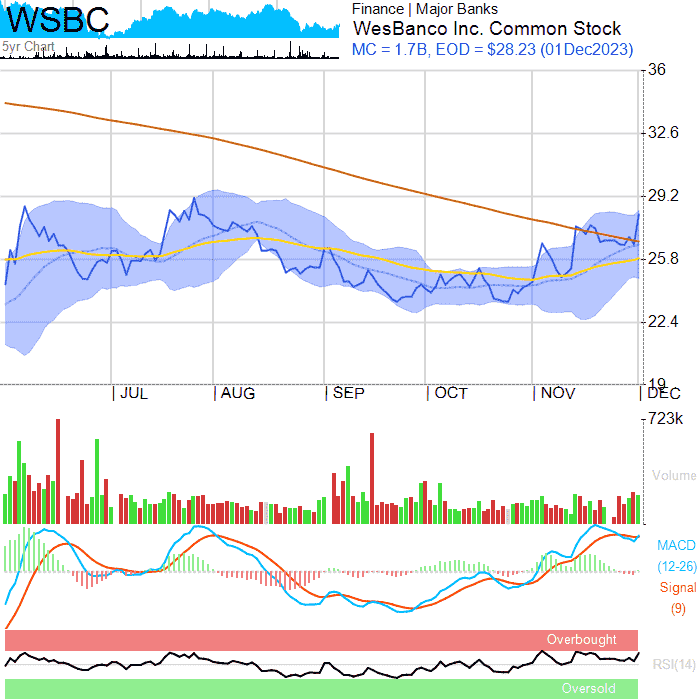 WSBC
5yr Chart
Finance | Major Banks
WesBanco Inc. Common Stock
MC = 1.7B, EOD = $28.23 (01Dec2023)
36
32.6
29.2
25.8
22.4
19
| JUL | AUG | SEP | OCT | NOV | DEC
723k
Volume
MACD
(12-26)
Signal
(9)
Overbought
RSI(14)
Oversold